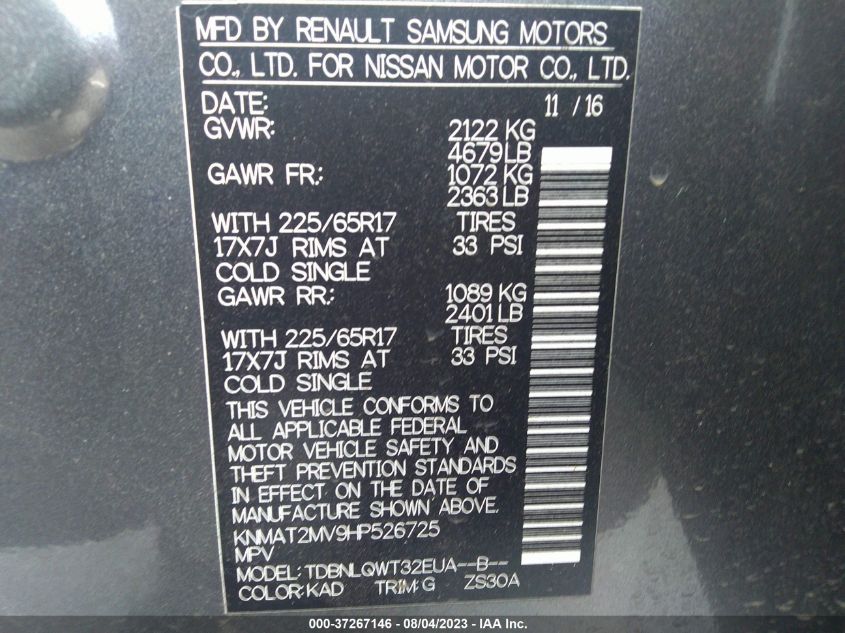 MFD BY RENAULT SAMSUNG MOTORS
CO., LTD. FOR NISSAN MOTOR CO., LTD.
DATE: 11 / 16
GVWR: 2122 KG
4679 LB
GAWR FR.: 1072 KG
2363 LB
WITH 225/65R17 TIRES
17X7J RIMS AT 33 PSI
COLD SINGLE
GAWR RR.: 1089 KG
2401 LB
WITH 225/65R17 TIRES
17X7J RIMS AT 33 PSI
COLD SINGLE
THIS VEHICLE CONFORMS TO
ALL APPLICABLE FEDERAL
MOTOR VEHICLE SAFETY AND
THEFT PREVENTION STANDARDS
IN EFFECT ON THE DATE OF
MANUFACTURE SHOWN ABOVE.
KNMAT2MV9HP526725
MPV
MODEL: TDBNLQWT32EUA--B--
COLOR: KAD TRIM: G ZS30A
000-37267146 - 08/04/2023 - IAA Inc.